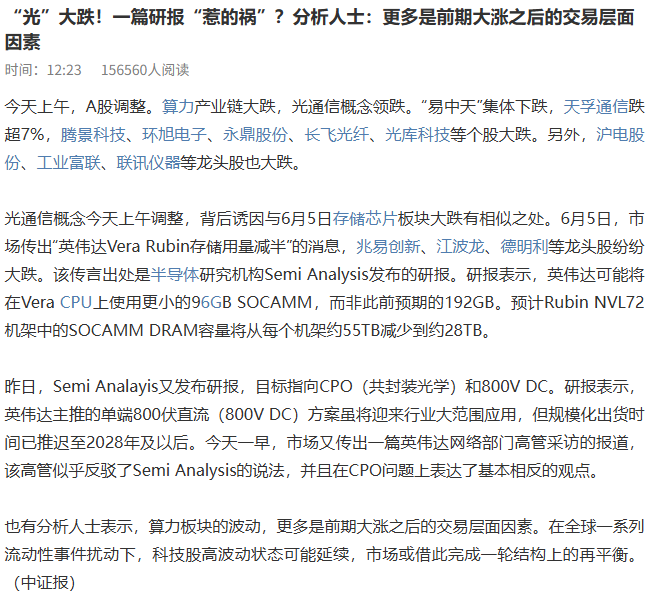 “光”大跌！一篇研报“惹的祸”？分析人士：更多是前期大涨之后的交易层面
因素
时间：12:23 156560人阅读
今天上午，A股调整。算力产业链大跌，光通信概念领跌。“易中天”集体下跌，天孚通信跌
超7%，腾景科技、环旭电子、永鼎股份、长飞光纤、光库科技等个股大跌。另外，沪电股
份、工业富联、联讯仪器等龙头股也大跌。
光通信概念今天上午调整，背后诱因与6月5日存储芯片板块大跌有相似之处。6月5日，市
场传出“英伟达Vera Rubin存储用量减半”的消息，兆易创新、江波龙、德明利等龙头股纷纷
大跌。该传言出处是半导体研究机构Semi Analysis发布的研报。研报表示，英伟达可能将
在Vera CPU上使用更小的96GB SOCAMM，而非此前预期的192GB。预计Rubin NVL72
机架中的SOCAMM DRAM容量将从每个机架约55TB减少到约28TB。
昨日，Semi Analayis又发布研报，目标指向CPO（共封装光学）和800V DC。研报表示，
英伟达主推的单端800伏直流（800V DC）方案虽将迎来行业大范围应用，但规模化出货时
间已推迟至2028年及以后。今天一早，市场又传出一篇英伟达网络部门高管采访的报道，
该高管似乎反驳了Semi Analysis的说法，并且在CPO问题上表达了基本相反的观点。
也有分析人士表示，算力板块的波动，更多是前期大涨之后的交易层面因素。在全球一系列
流动性事件扰动下，科技股高波动状态可能延续，市场或借此完成一轮结构上的再平衡。
（中证报）